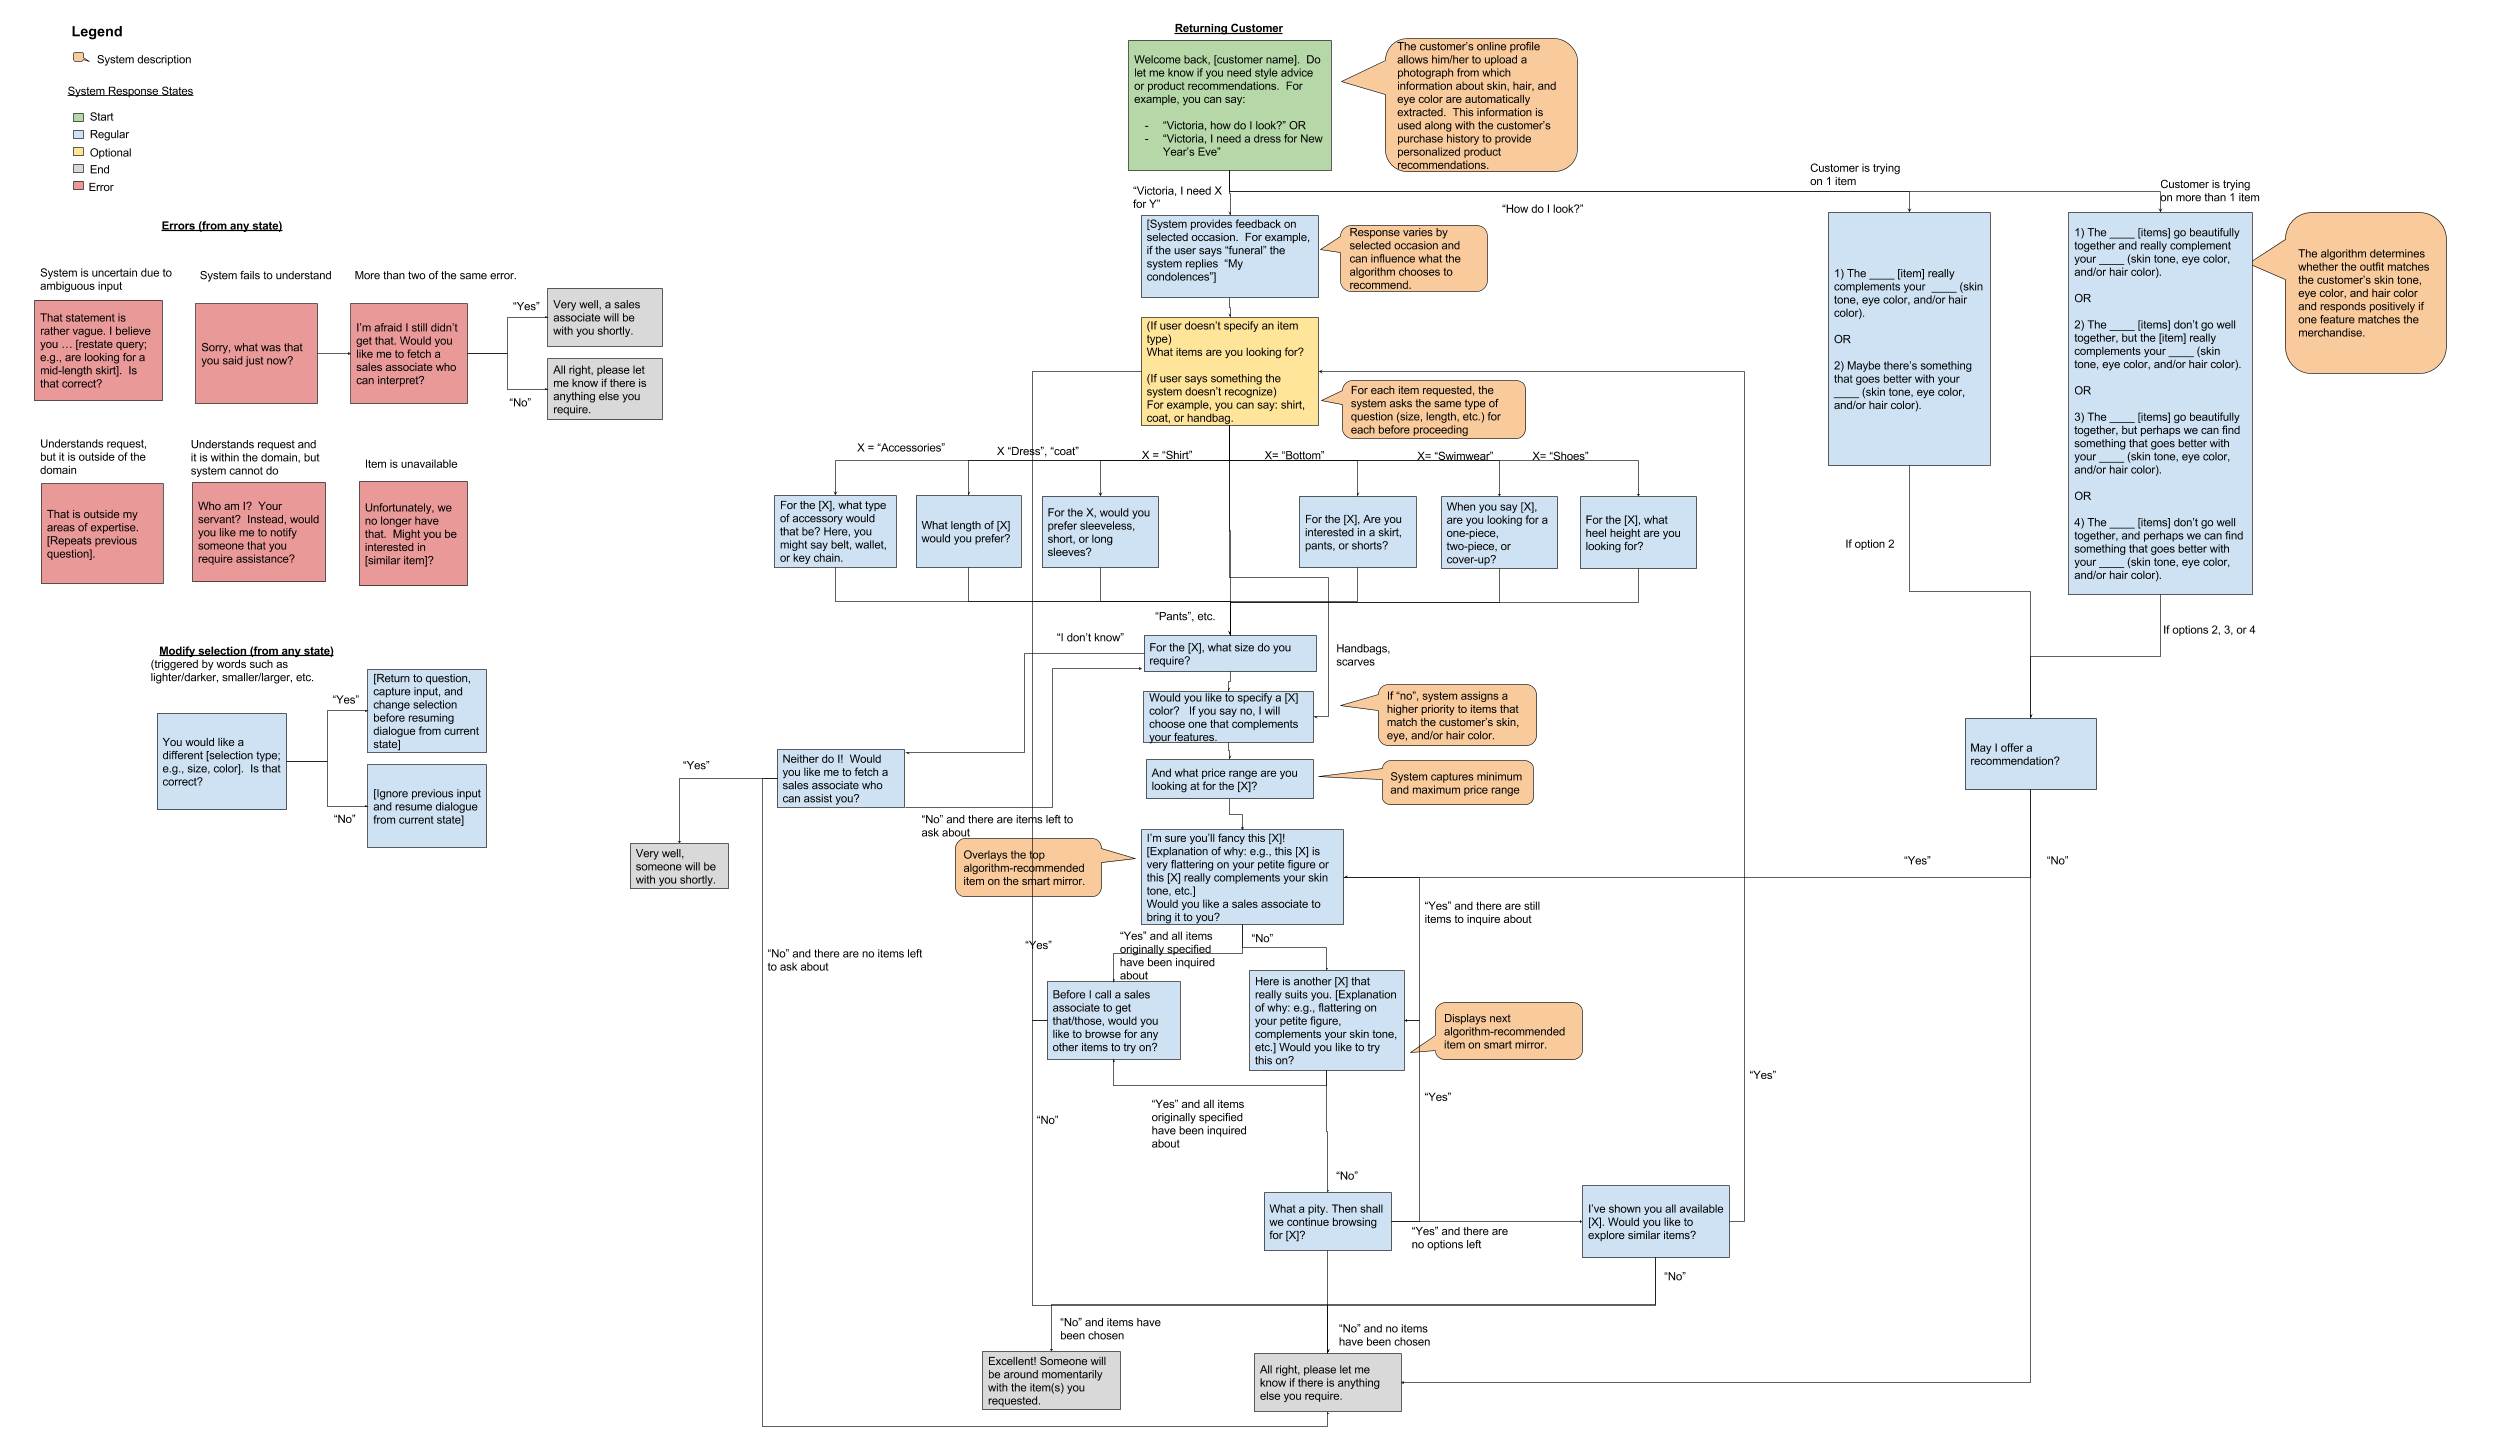 Legend
System description
System Response States
Start
Regular
Optional
End
Error
Errors (from any state)
System is uncertain due to
ambiguous input
That statement is
rather vague. I believe
you … [restate query;
e.g., are looking for a
mid-length skirt]. Is
that correct?
System fails to understand
Sorry, what was that
you said just now?
More than two of the same error.
I’m afraid I still didn’t
get that. Would you
like me to fetch a
sales associate who
can interpret?
“Yes”
Very well, a sales
associate will be
with you shortly.
“No”
All right, please let
me know if there is
anything else you
require.
Understands request,
but it is outside of the
domain
That is outside my
areas of expertise.
[Repeats previous
question].
Understands request and
it is within the domain, but
system cannot do
Who am I? Your
servant? Instead, would
you like me to notify
someone that you
require assistance?
Item is unavailable
Unfortunately, we
no longer have
that. Might you be
interested in
[similar item]?
Modify selection (from any state)
(triggered by words such as
lighter/darker, smaller/larger, etc.
You would like a
different [selection type;
e.g., size, color]. Is that
correct?
“Yes”
[Return to question,
capture input, and
change selection
before resuming
dialogue from current
state]
“No”
[Ignore previous input
and resume dialogue
from current state]
Returning Customer
Welcome back, [customer name]. Do
let me know if you need style advice
or product recommendations. For
example, you can say:
- “Victoria, how do I look?” OR
- “Victoria, I need a dress for New
Year’s Eve”
The customer’s online profile
allows him/her to upload a
photograph from which
information about skin, hair, and
eye color are automatically
extracted. This information is
used along with the customer’s
purchase history to provide
personalized product
recommendations.
“Victoria, I need X
for Y”
“How do I look?”
Customer is trying
on 1 item
Customer is trying
on more than 1 item
[System provides feedback on
selected occasion. For example,
if the user says “funeral” the
system replies “My
condolences”]
Response varies by
selected occasion and
can influence what the
algorithm chooses to
recommend.
(If user doesn’t specify an item
type)
What items are you looking for?
(If user says something the
system doesn’t recognize)
For example, you can say: shirt,
coat, or handbag.
For each item requested, the
system asks the same type of
question (size, length, etc.) for
each before proceeding
1) The ____ [item] really
complements your ____ (skin
tone, eye color, and/or hair
color).
OR
2) Maybe there’s something
that goes better with your
____ (skin tone, eye color,
and/or hair color).
1) The ____ [items] go beautifully
together and really complement
your ____ (skin tone, eye color,
and/or hair color).
OR
2) The ____ [items] don’t go well
together, but the [item] really
complements your ____ (skin
tone, eye color, and/or hair color).
OR
3) The ____ [items] go beautifully
together, but perhaps we can find
something that goes better with
your ____ (skin tone, eye color,
and/or hair color).
OR
4) The ____ [items] don’t go well
together, and perhaps we can find
something that goes better with
your ____ (skin tone, eye color,
and/or hair color).
The algorithm determines
whether the outfit matches
the customer’s skin tone,
eye color, and hair color
and responds positively if
one feature matches the
merchandise.
X = “Accessories”
X “Dress”, “coat”
X = “Shirt”
X= “Bottom”
X= “Swimwear”
X= “Shoes”
For the [X], what type
of accessory would
that be? Here, you
might say belt, wallet,
or key chain.
What length of [X]
would you prefer?
For the X, would you
prefer sleeveless,
short, or long
sleeves?
For the [X], Are you
interested in a skirt,
pants, or shorts?
When you say [X],
are you looking for a
one-piece,
two-piece, or
cover-up?
For the [X], what
heel height are you
looking for?
If option 2
If options 2, 3, or 4
“Pants”, etc.
“I don’t know”
For the [X], what size do you
require?
Handbags,
scarves
Would you like to specify a [X]
color? If you say no, I will
choose one that complements
your features.
If “no”, system assigns a
higher priority to items that
match the customer’s skin,
eye, and/or hair color.
And what price range are you
looking at for the [X]?
System captures minimum
and maximum price range
“Yes”
Neither do I! Would
you like me to fetch a
sales associate who
can assist you?
“No” and there are items left to
ask about
Very well,
someone will be
with you shortly.
Overlays the top
algorithm-recommended
item on the smart mirror.
I’m sure you’ll fancy this [X]!
[Explanation of why: e.g., this [X] is
very flattering on your petite figure or
this [X] really complements your skin
tone, etc.]
Would you like a sales associate to
bring it to you?
May I offer a
recommendation?
“Yes”
“No”
“Yes” and there are still
items to inquire about
“No” and there are no items left
to ask about
“Yes”
“Yes” and all items
originally specified
have been inquired
about
“No”
Before I call a sales
associate to get
that/those, would you
like to browse for any
other items to try on?
Here is another [X] that
really suits you. [Explanation
of why: e.g., flattering on
your petite figure,
complements your skin tone,
etc.] Would you like to try
this on?
Displays next
algorithm-recommended
item on smart mirror.
“Yes”
“Yes”
“No”
“Yes” and all items
originally specified
have been inquired
about
“No”
What a pity. Then shall
we continue browsing
for [X]?
“Yes” and there are
no options left
I’ve shown you all available
[X]. Would you like to
explore similar items?
“No”
“No” and items have
been chosen
“No” and no items
have been chosen
Excellent! Someone will
be around momentarily
with the item(s) you
requested.
All right, please let me
know if there is anything
else you require.